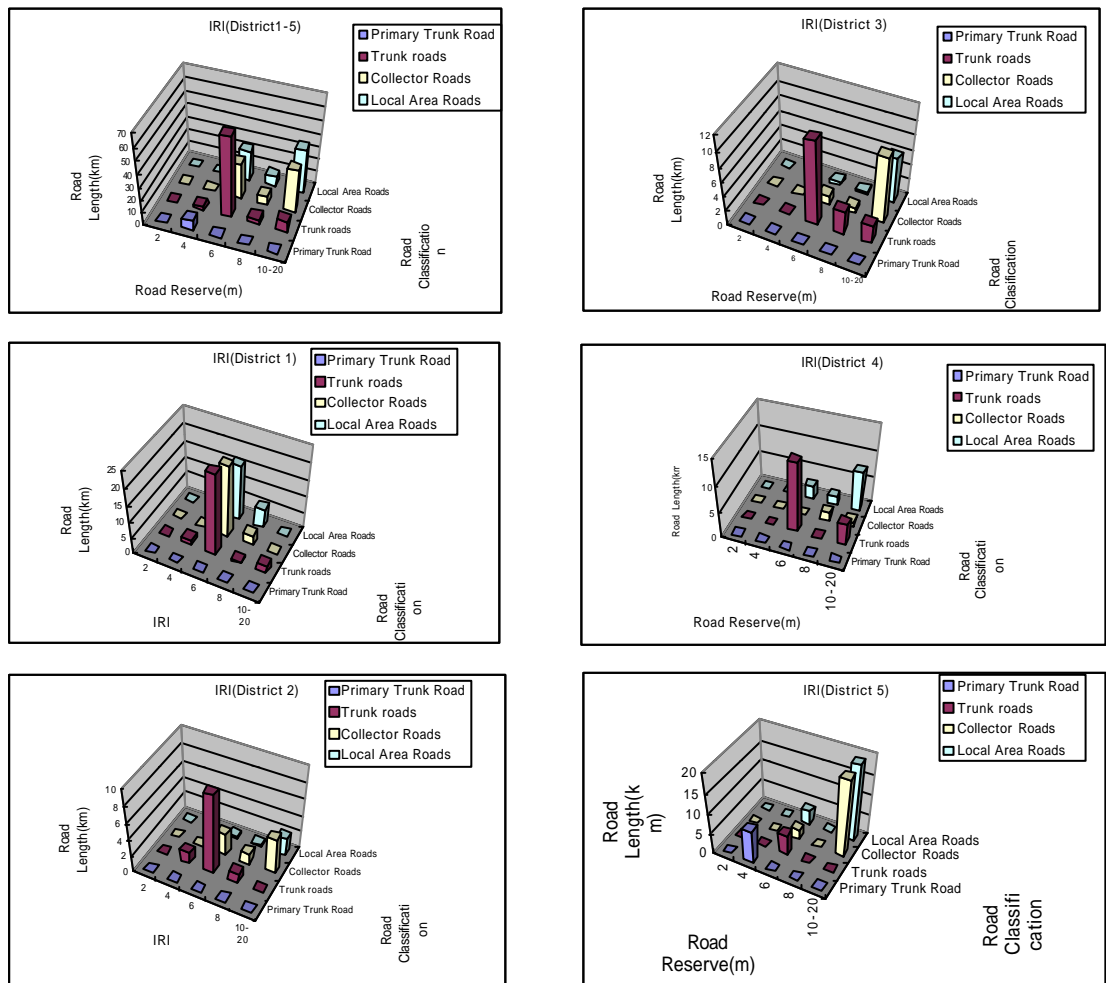 IRI(District1-5)
Primary Trunk Road
Trunk roads
Collector Roads
Local Area Roads
70
60
50
40
30
20
10
0
Road
Length(km)
2
4
6
8
10-20
Road Reserve(m)
Local Area Roads
Collector Roads
Trunk roads
Primary Trunk Road
Road
Classificatio
n
IRI(District 3)
Primary Trunk Road
Trunk roads
Collector Roads
Local Area Roads
12
10
8
6
4
2
0
Road
Length(km)
2
4
6
8
10-20
Road Reserve(m)
Local Area Roads
Collector Roads
Trunk roads
Primary Trunk Road
Road
Classification
IRI(District 1)
Primary Trunk Road
Trunk roads
Collector Roads
Local Area Roads
25
20
15
10
5
0
Road
Length(km)
2
4
6
8
10-
20
IRI
Local Area Roads
Collector Roads
Trunk roads
Primary Trunk Road
Road
Classificati
on
IRI(District 4)
Primary Trunk Road
Trunk roads
Collector Roads
Local Area Roads
15
10
5
0
Road Length(km
2
4
6
8
10-20
Road Reserve(m)
Local Area Roads
Collector Roads
Trunk roads
Primary Trunk Road
Road
Classificati
on
IRI(District 2)
Primary Trunk Road
Trunk roads
Collector Roads
Local Area Roads
10
8
6
4
2
0
Road
Length(km)
2
4
6
8
10-
20
IRI
Local Area Roads
Collector Roads
Trunk roads
Primary Trunk Road
Road
Classificati
on
IRI(District 5)
Primary Trunk Road
Trunk roads
Collector Roads
Local Area Roads
20
15
10
5
0
Road
Length(k
m)
2
4
6
8
10-20
Road
Reserve(m)
Local Area Roads
Collector Roads
Trunk roads
Primary Trunk Road
Road
Classifi
cation